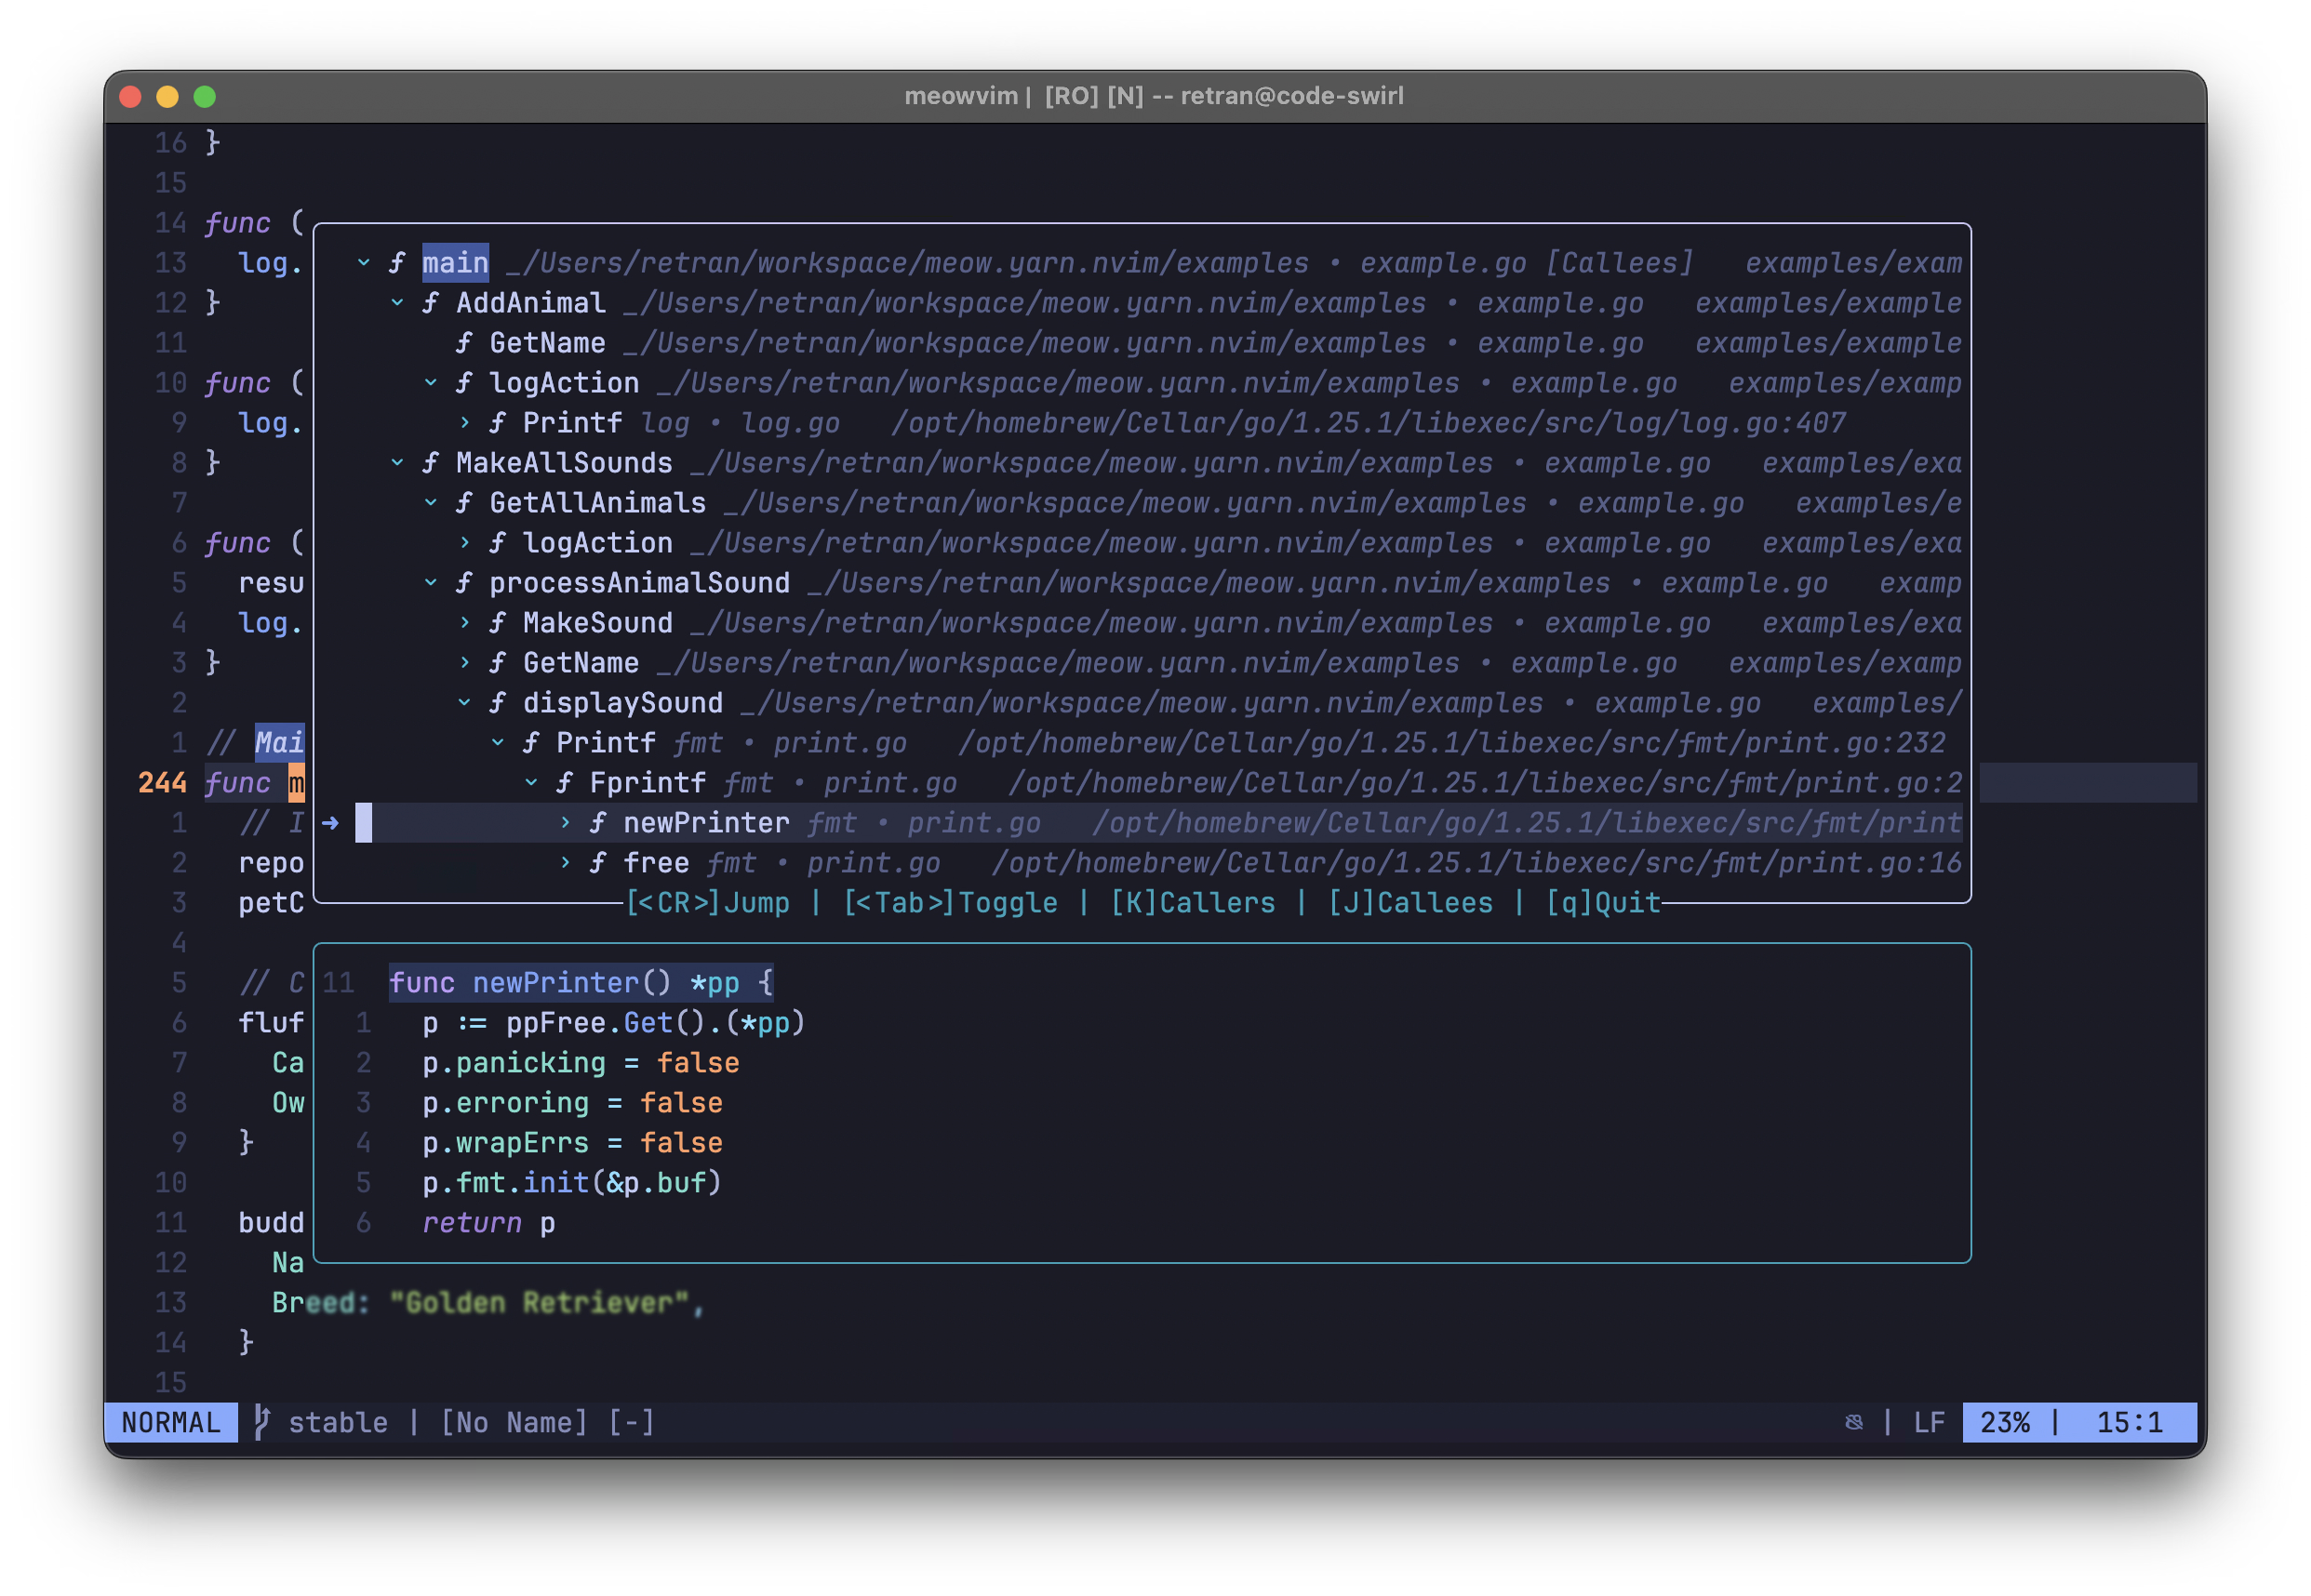 meowvim | [RO] [N] -- retran@code-swirl
16 }
15
14 func (
13 log.
12 }
11
10 func (
9 log.
8 }
7
6 func (
5 resu
4 log.
3 }
2
1 // Mai
244 func m
1 // I
2 repo
3 petC
4
5 // C
6 fluf
7 Ca
8 Ow
9 }
10
11 budd
12 Na
13 Breed: "Golden Retriever",
14 }
15
ƒ main _/Users/retran/workspace/meow.yarn.nvim/examples • example.go [Callees] examples/exam
ƒ AddAnimal _/Users/retran/workspace/meow.yarn.nvim/examples • example.go examples/example
ƒ GetName _/Users/retran/workspace/meow.yarn.nvim/examples • example.go examples/example
ƒ logAction _/Users/retran/workspace/meow.yarn.nvim/examples • example.go examples/examp
ƒ Printf log • log.go /opt/homebrew/Cellar/go/1.25.1/libexec/src/log/log.go:407
ƒ MakeAllSounds _/Users/retran/workspace/meow.yarn.nvim/examples • example.go examples/exa
ƒ GetAllAnimals _/Users/retran/workspace/meow.yarn.nvim/examples • example.go examples/e
ƒ logAction _/Users/retran/workspace/meow.yarn.nvim/examples • example.go examples/exa
ƒ processAnimalSound _/Users/retran/workspace/meow.yarn.nvim/examples • example.go examp
ƒ MakeSound _/Users/retran/workspace/meow.yarn.nvim/examples • example.go examples/exa
ƒ GetName _/Users/retran/workspace/meow.yarn.nvim/examples • example.go examples/examp
ƒ displaySound _/Users/retran/workspace/meow.yarn.nvim/examples • example.go examples/
ƒ Printf fmt • print.go /opt/homebrew/Cellar/go/1.25.1/libexec/src/fmt/print.go:232
ƒ Fprintf fmt • print.go /opt/homebrew/Cellar/go/1.25.1/libexec/src/fmt/print.go:2
ƒ newPrinter fmt • print.go /opt/homebrew/Cellar/go/1.25.1/libexec/src/fmt/print
ƒ free fmt • print.go /opt/homebrew/Cellar/go/1.25.1/libexec/src/fmt/print.go:16
[<CR>]Jump | [<Tab>]Toggle | [K]Callers | [J]Callees | [q]Quit
11 func newPrinter() *pp {
1 p := ppFree.Get().(*pp)
2 p.panicking = false
3 p.erroring = false
4 p.wrapErrs = false
5 p.fmt.init(&p.buf)
6 return p
NORMAL stable | [No Name] [-] | LF 23% | 15:1